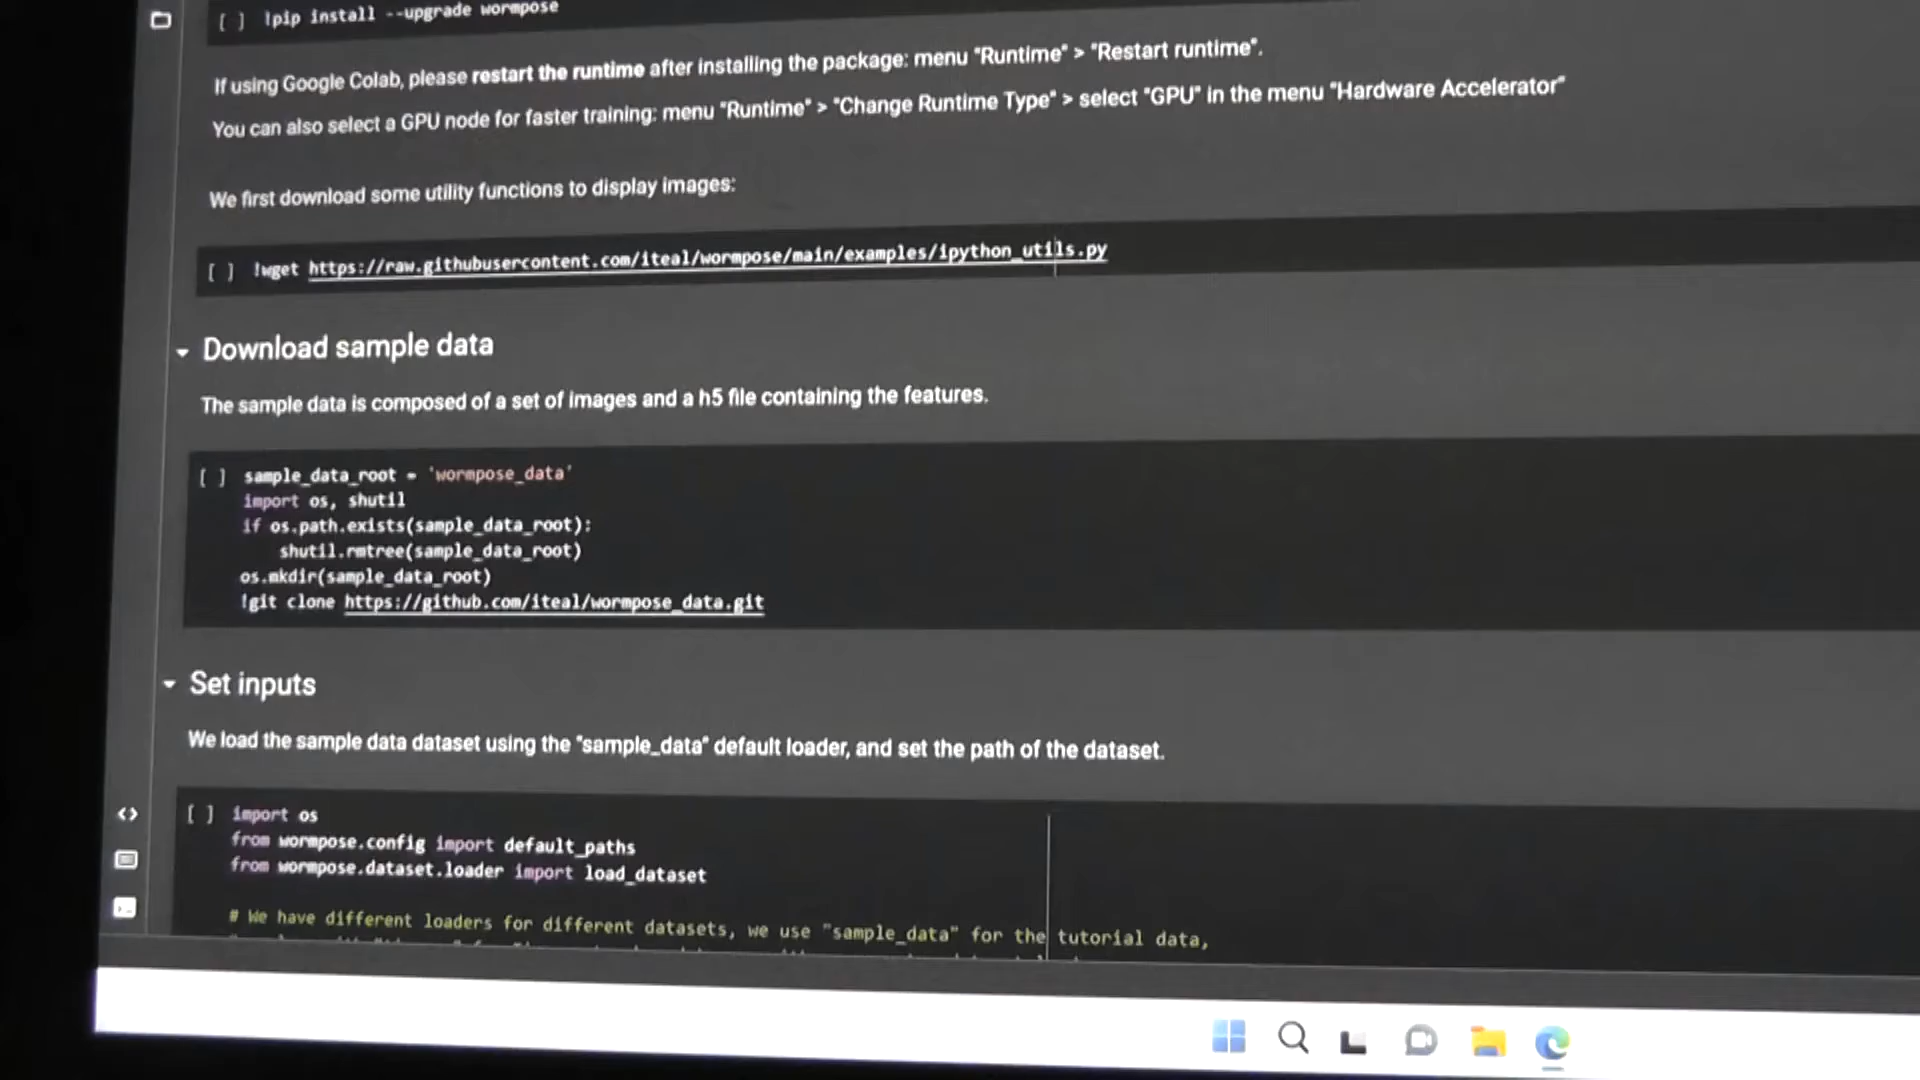 [ ] !pip install --upgrade wormpose
If using Google Colab, please restart the runtime after installing the package: menu "Runtime" > "Restart runtime".
You can also select a GPU node for faster training: menu "Runtime" > "Change Runtime Type" > select "GPU" in the menu "Hardware Accelerator"
We first download some utility functions to display images:
[ ] !wget https://raw.githubusercontent.com/iteal/wormpose/main/examples/ipython_utils.py
Download sample data
The sample data is composed of a set of images and a h5 file containing the features.
[ ] sample_data_root = 'wormpose_data'
import os, shutil
if os.path.exists(sample_data_root):
shutil.rmtree(sample_data_root)
os.mkdir(sample_data_root)
!git clone https://github.com/iteal/wormpose_data.git
Set inputs
We load the sample data dataset using the "sample_data" default loader, and set the path of the dataset.
[ ] import os
from wormpose.config import default_paths
from wormpose.dataset.loader import load_dataset
# We have different loaders for different datasets, we use "sample_data" for the tutorial data,